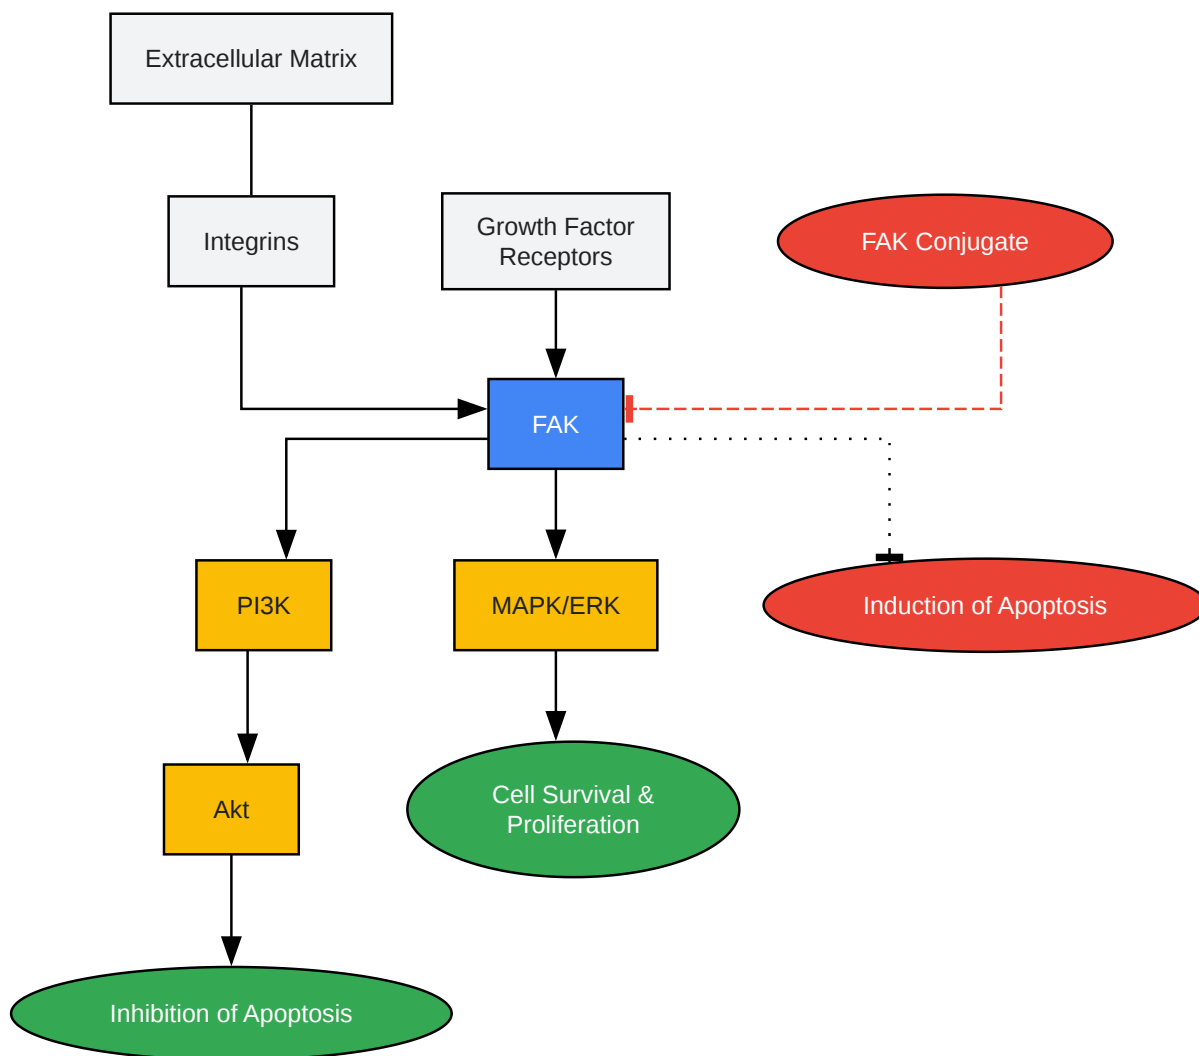 Extracellular Matrix
Integrins
Growth Factor
Receptors
FAK Conjugate
FAK
PI3K
MAPK/ERK
Induction of Apoptosis
Akt
Cell Survival &
Proliferation
Inhibition of Apoptosis